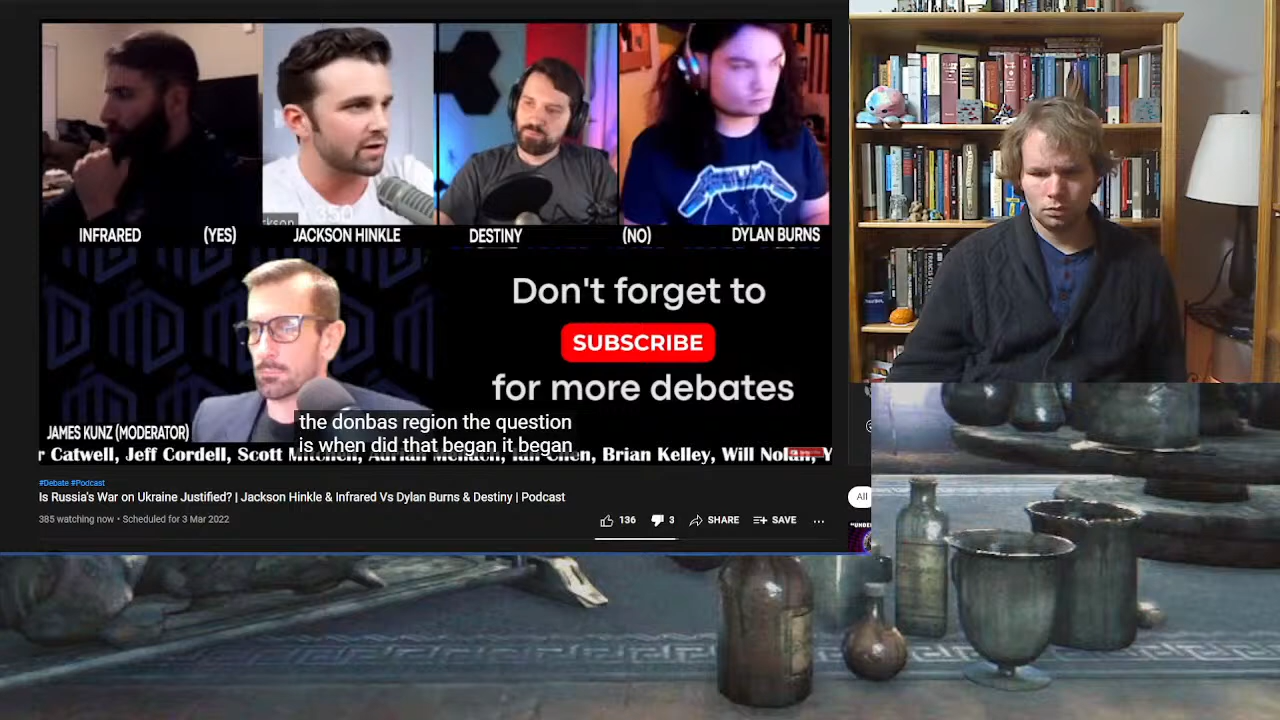 INFRARED (YES) JACKSON HINKLE DESTINY (NO) DYLAN BURNS
Don't forget to
SUBSCRIBE
for more debates
JAMES KUNZ (MODERATOR)
the donbas region the question
is when did that began it began
r Catwell, Jeff Cordell, Scott Chen, Brian Kelley, Will Nolan, Y
#Debate #Podcast
Is Russia's War on Ukraine Justified? | Jackson Hinkle & Infrared Vs Dylan Burns & Destiny | Podcast
385 watching now • Scheduled for 3 Mar 2022
136 3 SHARE SAVE ...
All